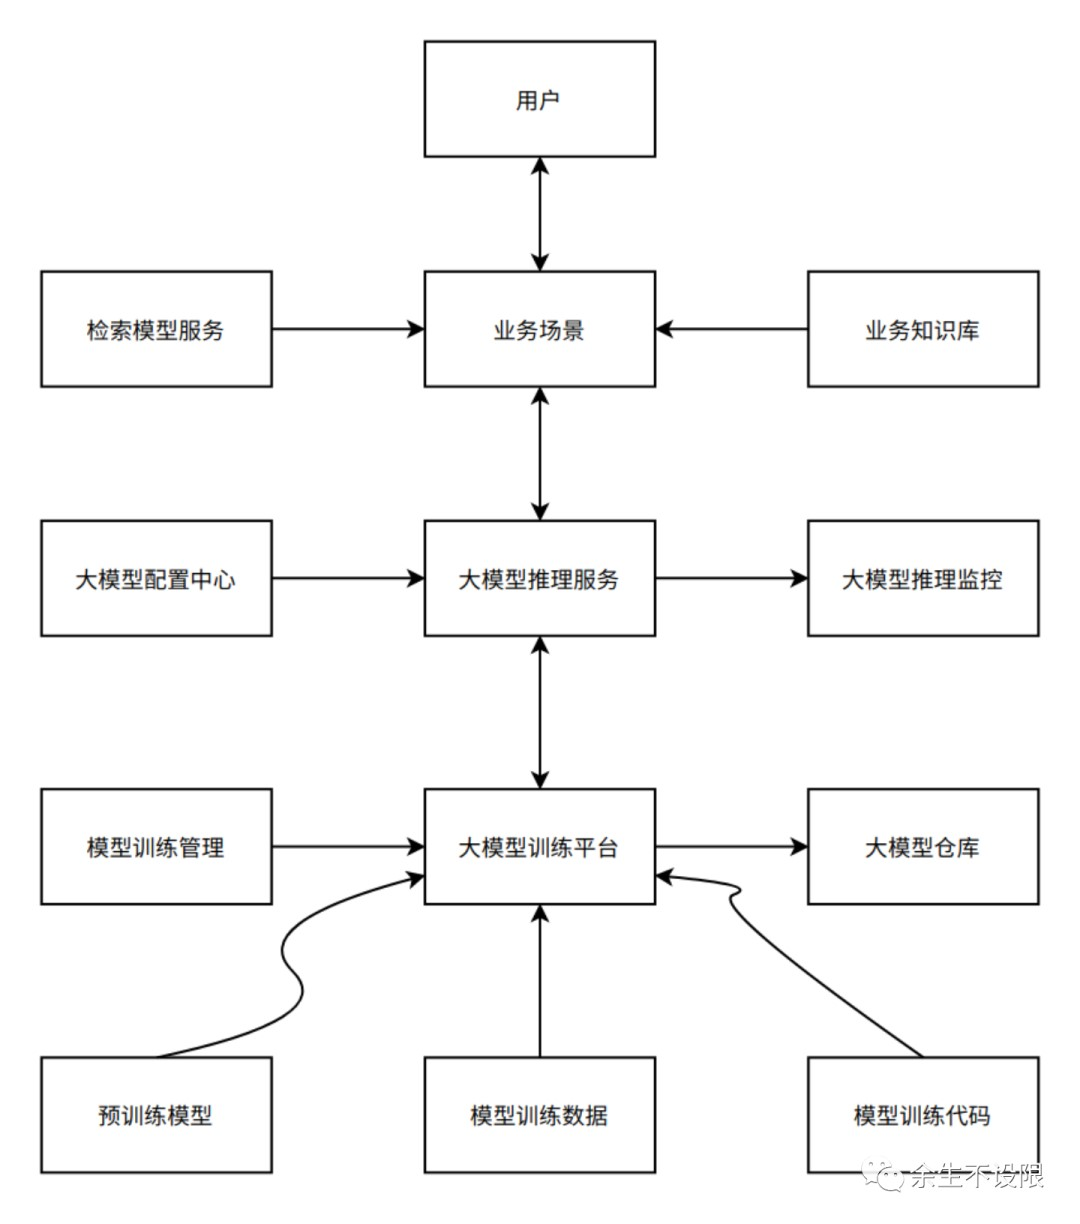 用户
检索模型服务
业务场景
业务知识库
大模型配置中心
大模型推理服务
大模型推理监控
模型训练管理
大模型训练平台
大模型仓库
预训练模型
模型训练数据
模型训练代码
余生不设限